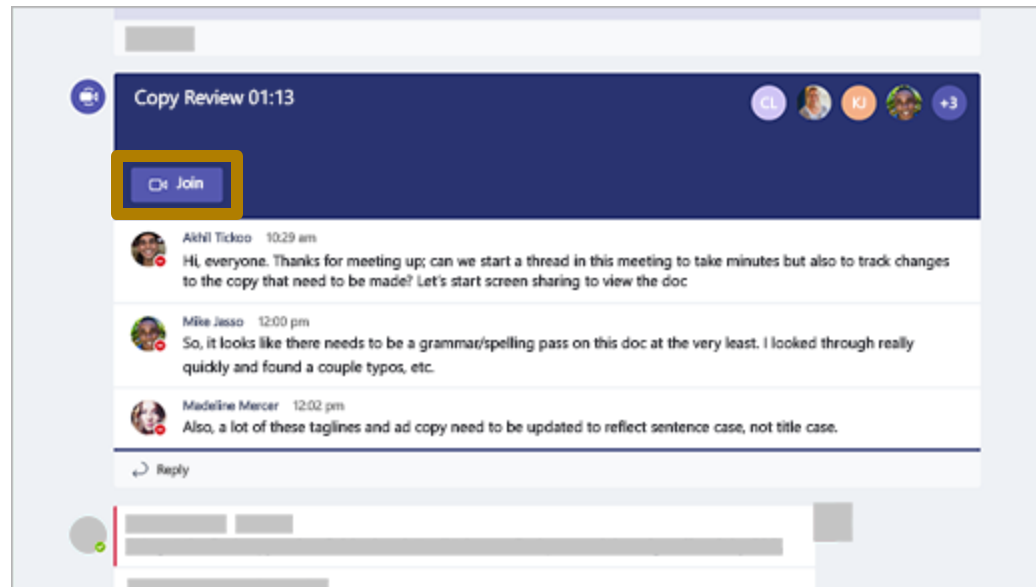 Copy Review 01:13
CL
KJ
+3
Join
Akhil Tickoo 10:29 am
Hi, everyone. Thanks for meeting up; can we start a thread in this meeting to take minutes but also to track changes
to the copy that need to be made? Let's start screen sharing to view the doc
Mike Jasso 12:00 pm
So, it looks like there needs to be a grammar/spelling pass on this doc at the very least. I looked through really
quickly and found a couple typos, etc.
Madeline Mercer 12:02 pm
Also, a lot of these taglines and ad copy need to be updated to reflect sentence case, not title case.
Reply